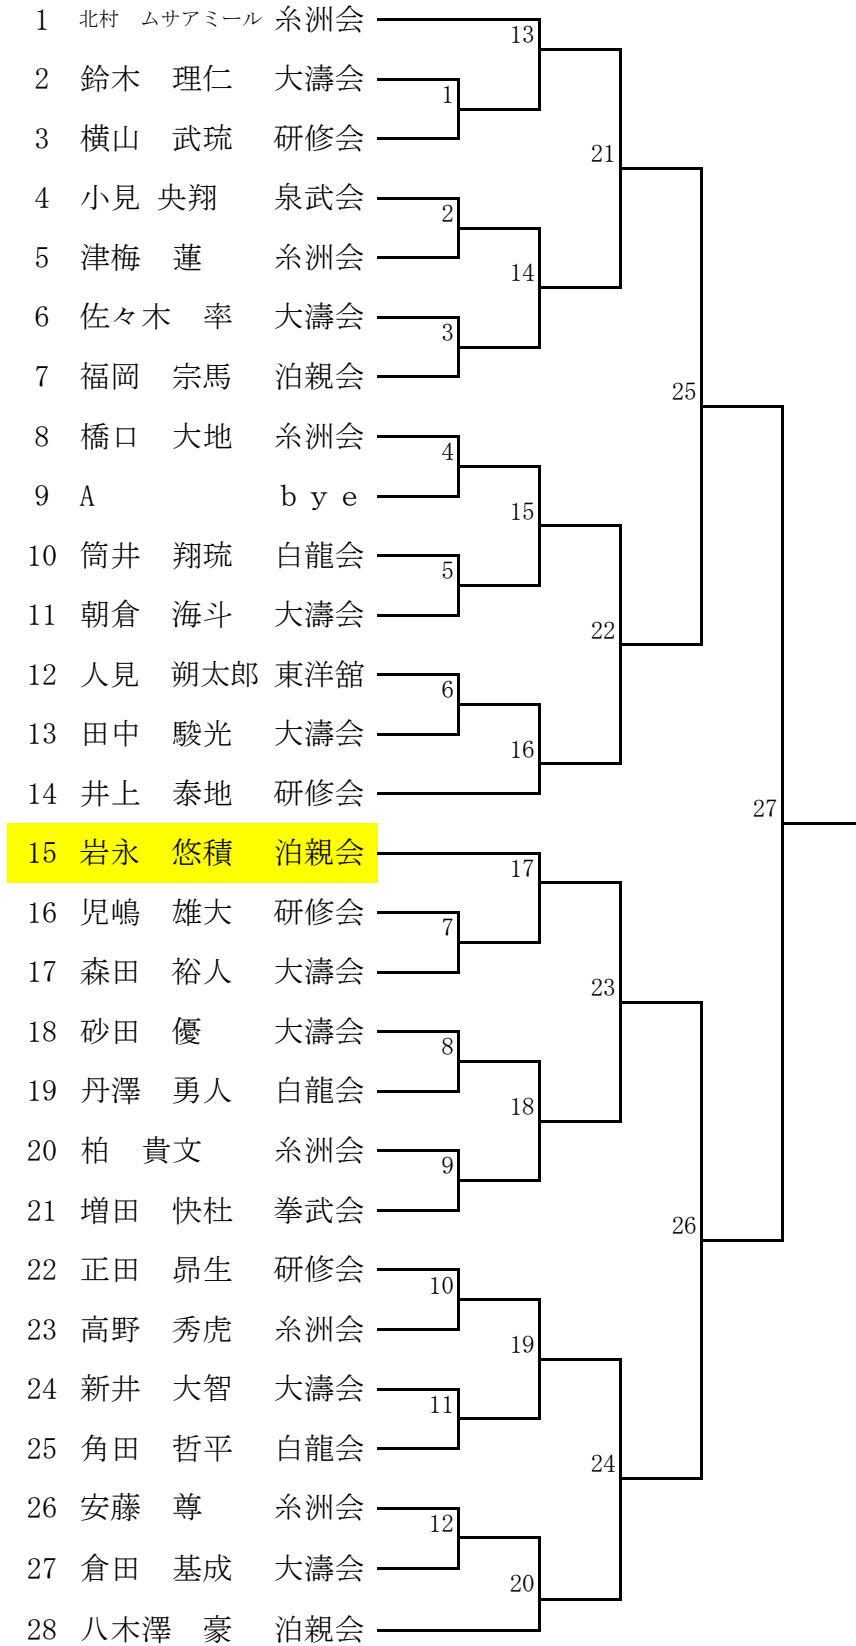 1 北村 ムサアミール 糸洲会
13
2 鈴木 理仁 大濤会
1
3 横山 武琉 研修会
21
4 小見 央翔 泉武会
2
5 津梅 蓮 糸洲会
14
6 佐々木 率 大濤会
3
7 福岡 宗馬 泊親会
25
8 橋口 大地 糸洲会
4
9 A ｂｙｅ
15
10 筒井 翔琉 白龍会
5
11 朝倉 海斗 大濤会
22
12 人見 朔太郎 東洋舘
6
13 田中 駿光 大濤会
16
14 井上 泰地 研修会
27
15 岩永 悠積 泊親会
17
16 児嶋 雄大 研修会
7
17 森田 裕人 大濤会
23
18 砂田 優 大濤会
8
19 丹澤 勇人 白龍会
18
20 柏 貴文 糸洲会
9
21 増田 快杜 拳武会
26
22 正田 昴生 研修会
10
23 高野 秀虎 糸洲会
19
24 新井 大智 大濤会
11
25 角田 哲平 白龍会
24
26 安藤 尊 糸洲会
12
27 倉田 基成 大濤会
20
28 八木澤 豪 泊親会